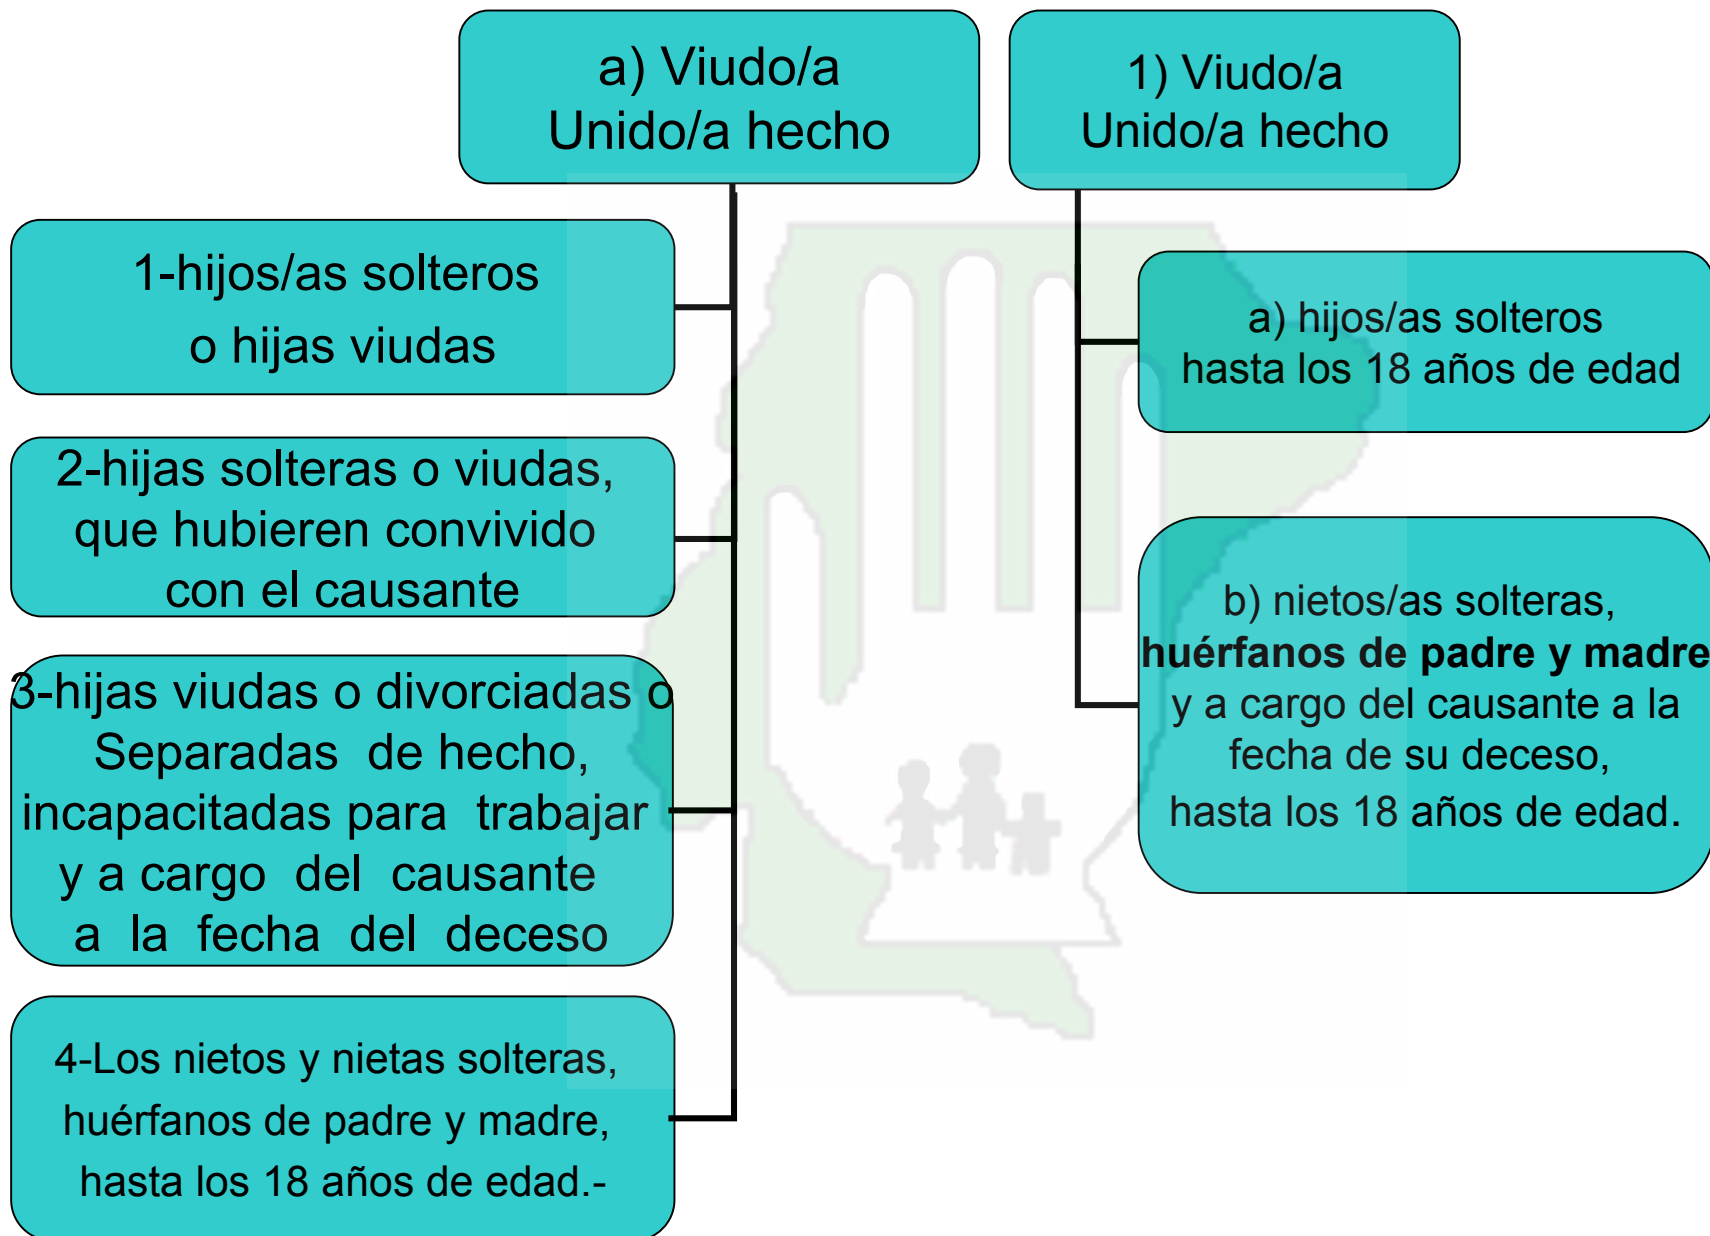 a) Viudo/a
Unido/a hecho
1-hijos/as solteros
o hijas viudas
2-hijas solteras o viudas,
que hubieren convivido
con el causante
3-hijas viudas o divorciadas o
Separadas de hecho,
incapacitadas para trabajar
y a cargo del causante
a la fecha del deceso
4-Los nietos y nietas solteras,
huérfanos de padre y madre,
hasta los 18 años de edad.-
1) Viudo/a
Unido/a hecho
a) hijos/as solteros
hasta los 18 años de edad
b) nietos/as solteras,
huérfanos de padre y madre
y a cargo del causante a la
fecha de su deceso,
hasta los 18 años de edad.